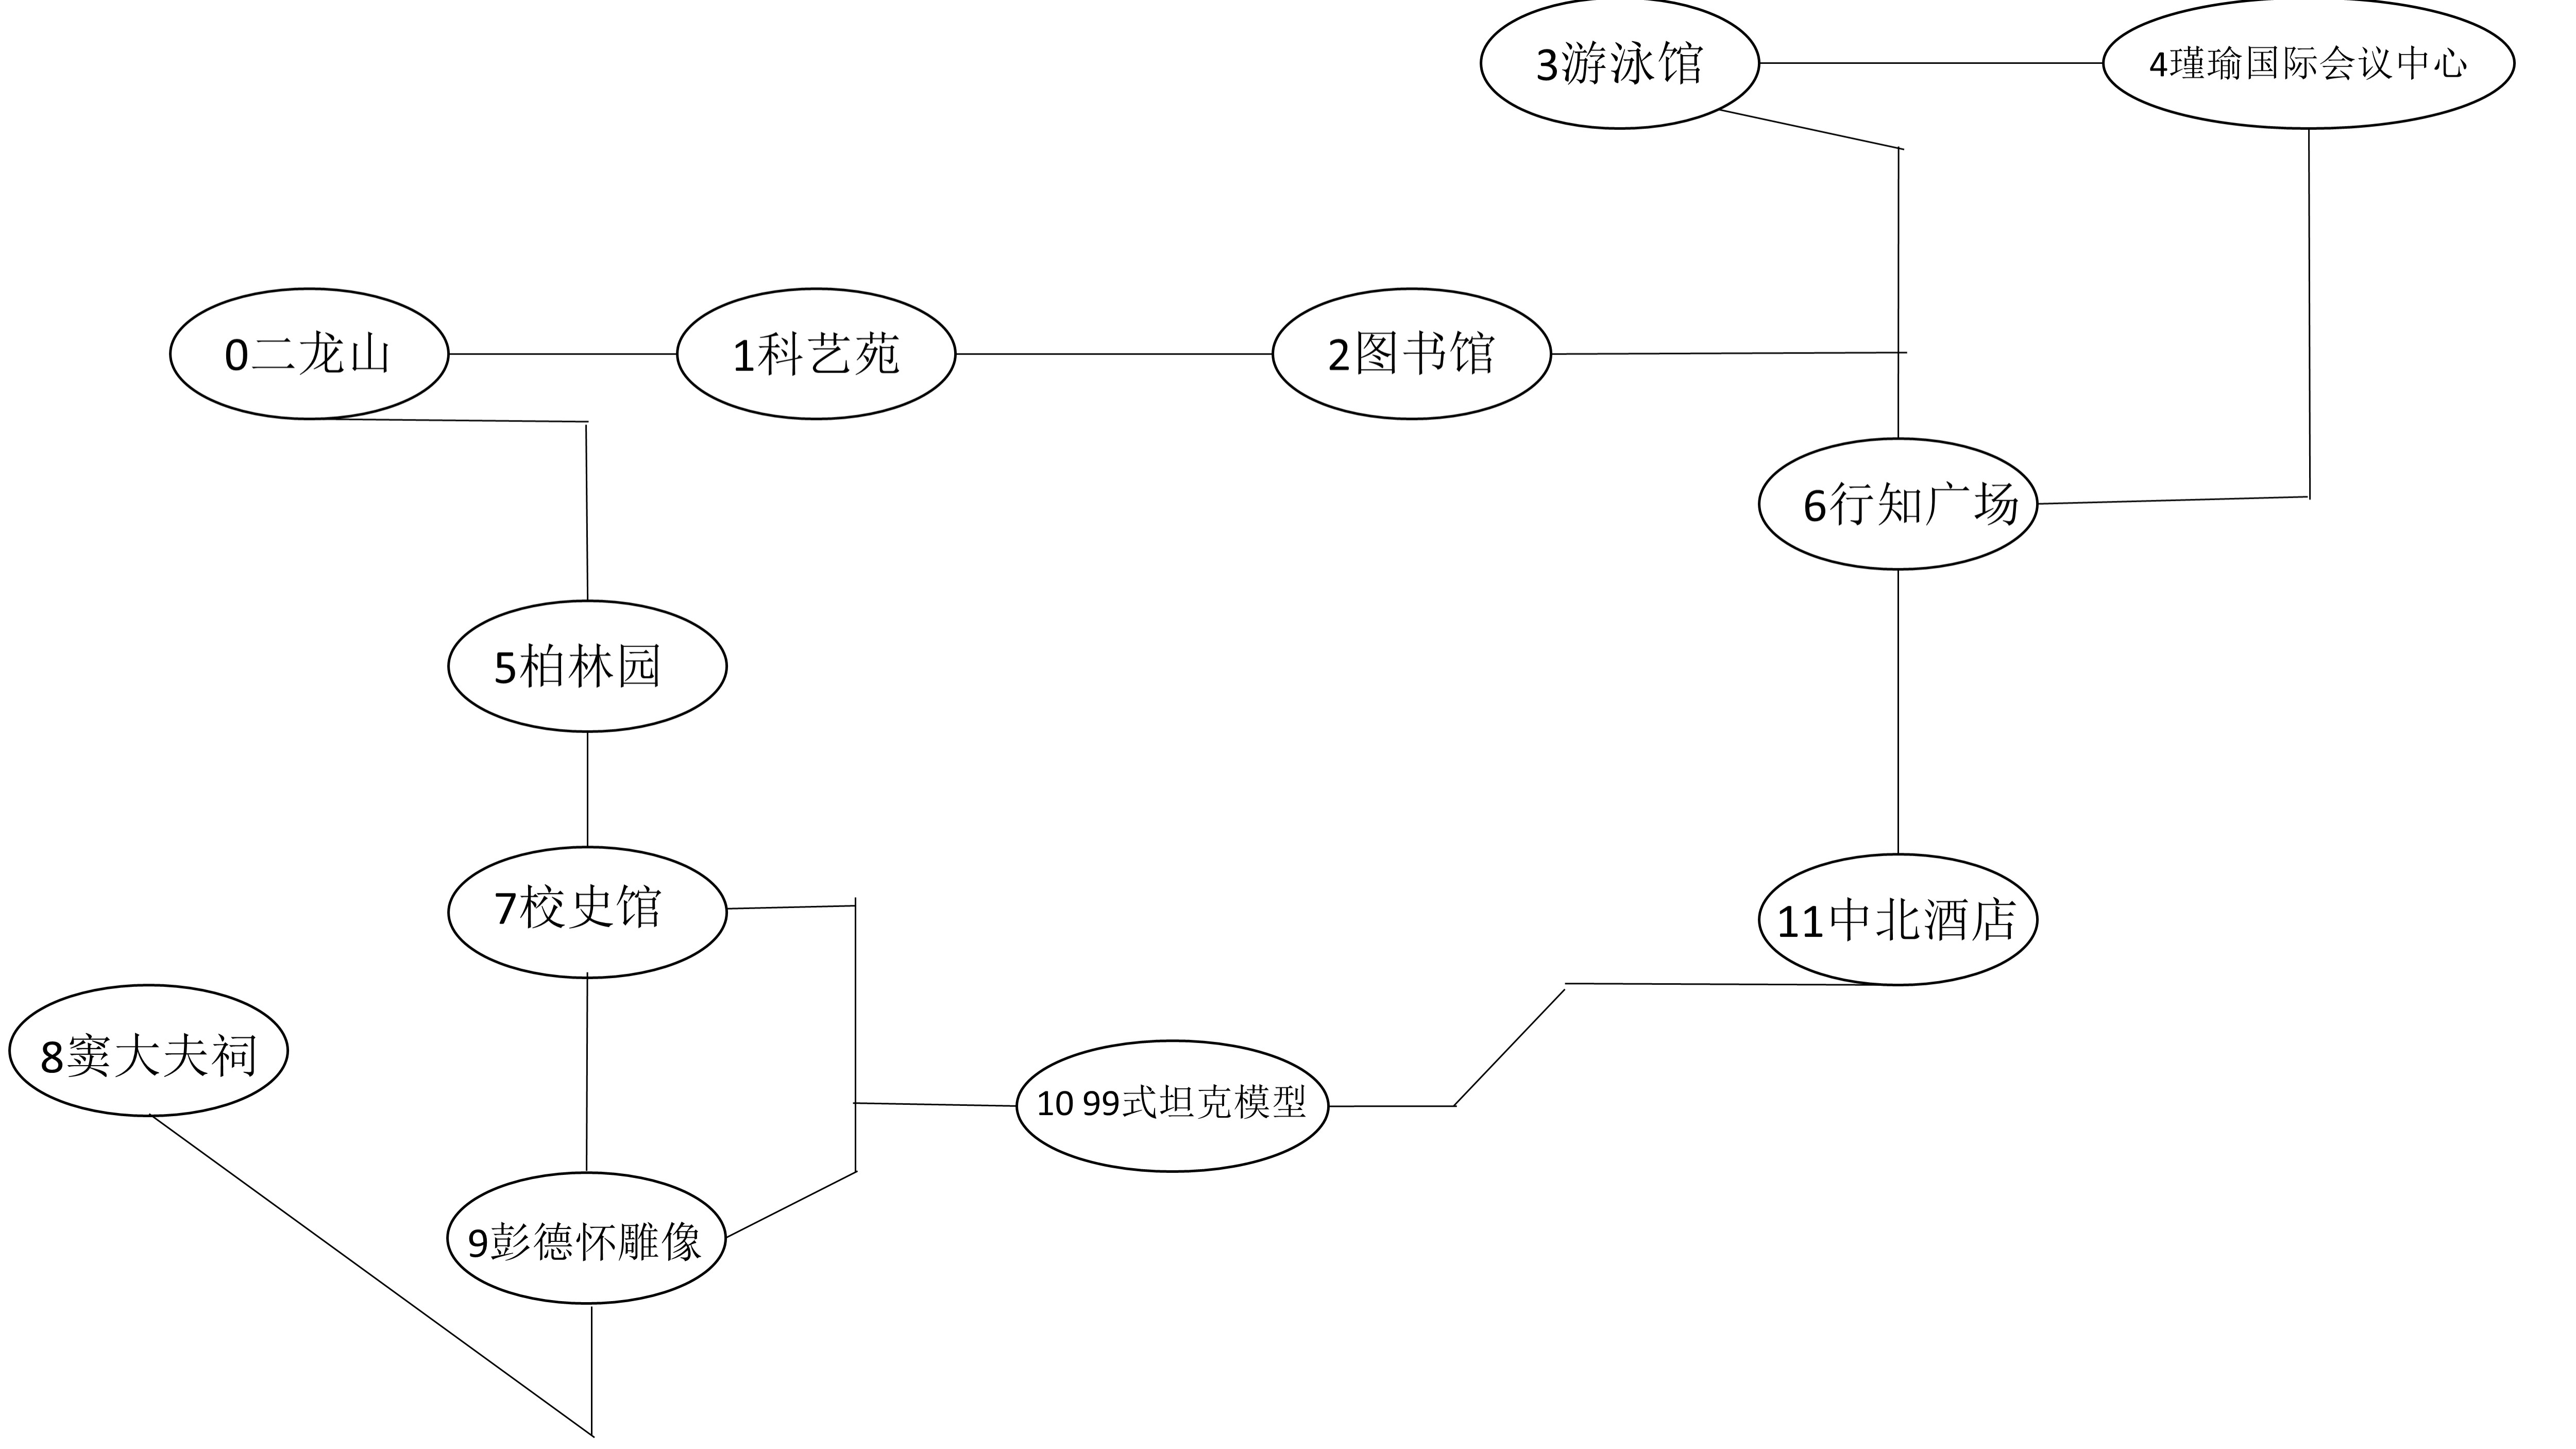 3游泳馆
4瑾瑜国际会议中心
0二龙山
1科艺苑
2图书馆
6行知广场
5柏林园
7校史馆
11中北酒店
8窦大夫祠
10 99式坦克模型
9彭德怀雕像